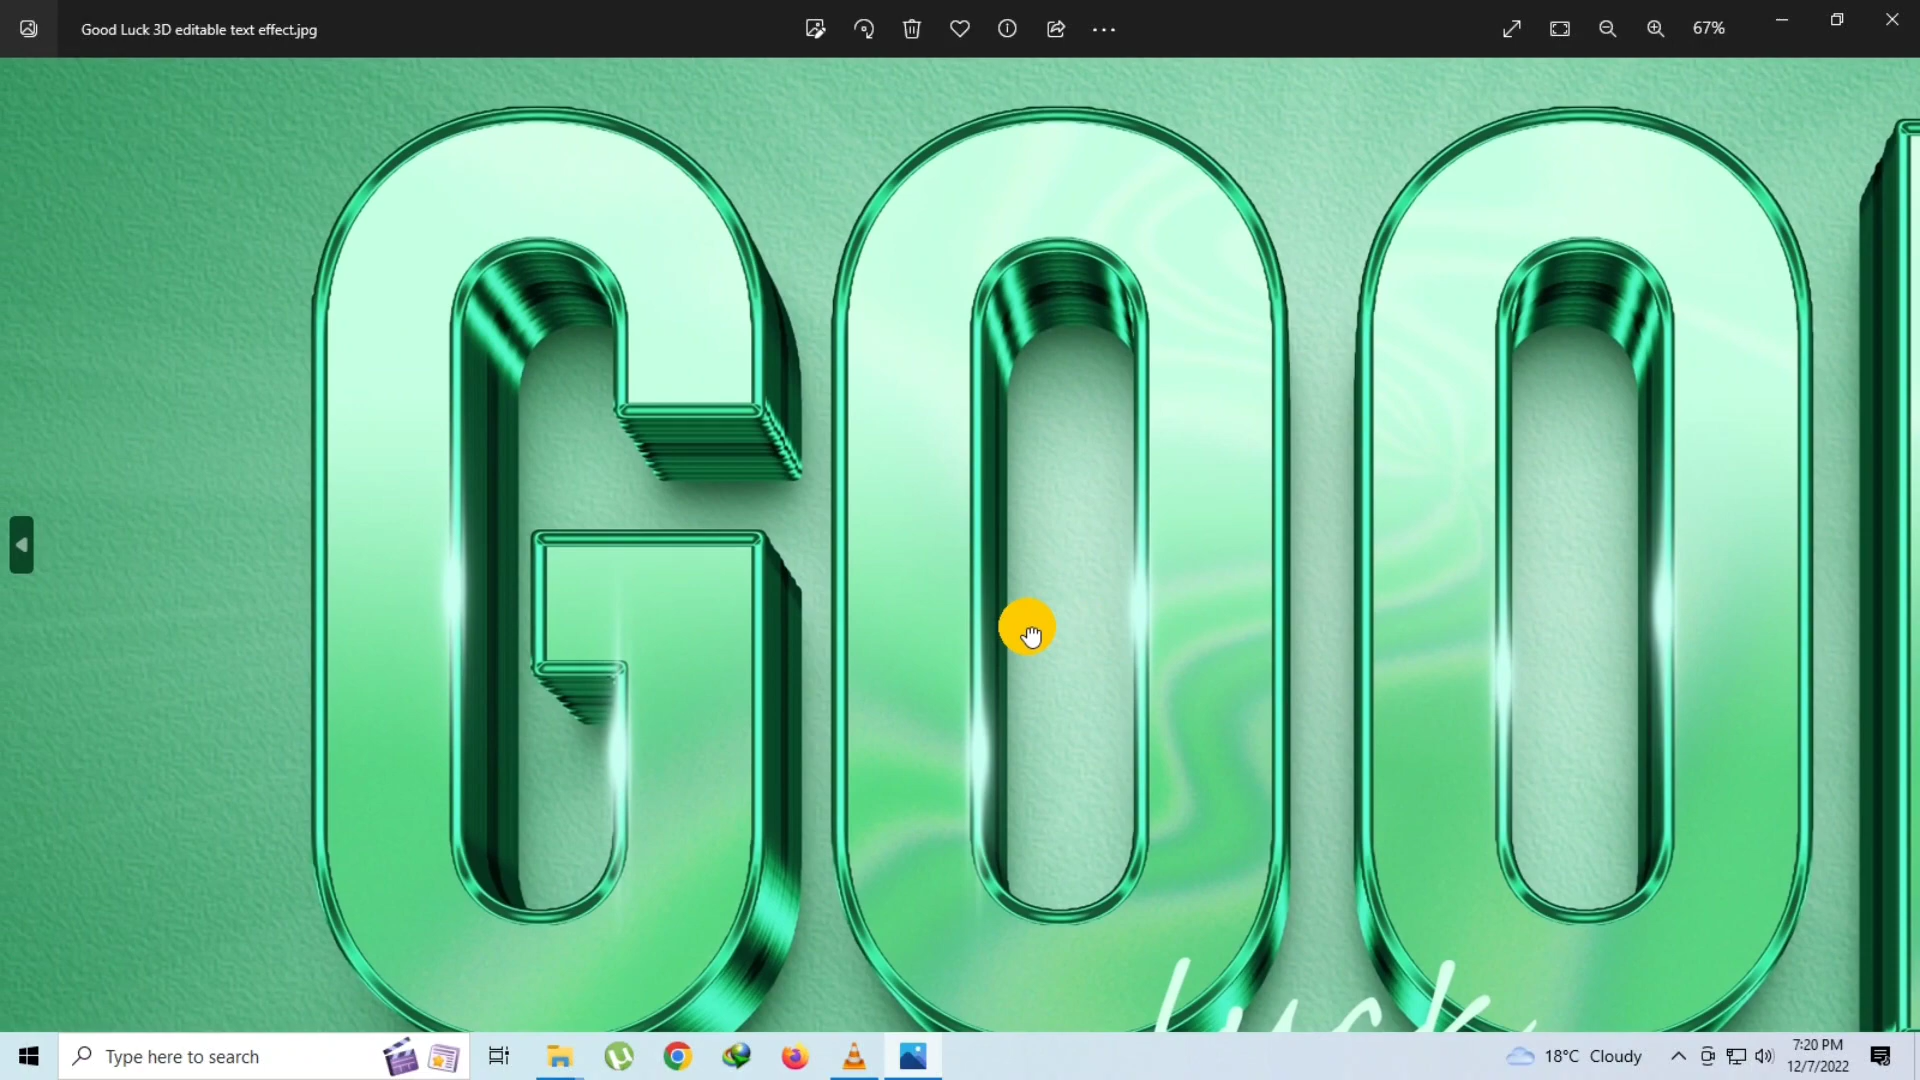 Good Luck 3D editable text effect.jpg
67%
GOO
Luck
Type here to search
18°C Cloudy
7:20 PM
12/7/2022